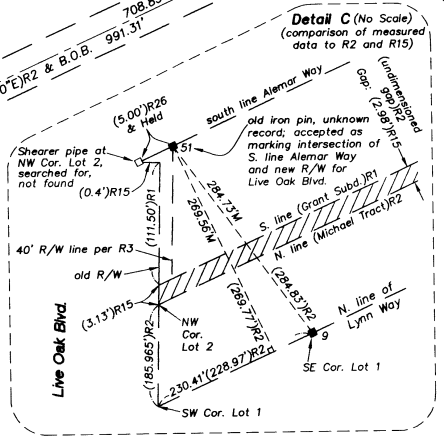 708.85
0"E)R2 & B.O.B. 991.31'
Detail C (No Scale)
(comparison of measured
data to R2 and R15)
(undimensioned
gap)R2
Gap: (2.98')R15
(5.00')R26
& Held
south line Alemar Way
51
old iron pin, unknown
record; accepted as
marking intersection of
S. line Alemar Way
and new R/W for
Live Oak Blvd.
Shearer pipe at
NW Cor. Lot 2,
searched for,
not found
(0.4')R15
(111.50')R1
284.73'M
269.56'M
S. line (Grant Subd.)R1
N. line (Michael Tract)R2
40' R/W line per R3
old R/W
(3.13')R15
(269.77')R2
(284.83')R2
N. line of
Lynn Way
NW
Cor.
Lot 2
Live Oak Blvd.
(185.965')R2
9
230.41'(228.97')R2
SE Cor. Lot 1
SW Cor. Lot 1